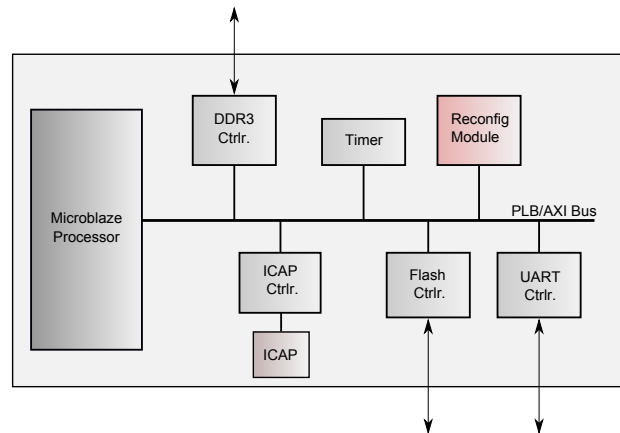 DDR3
Ctrlr.
Timer
Reconfig
Module
Microblaze
Processor
PLB/AXI Bus
ICAP
Ctrlr.
Flash
Ctrlr.
UART
Ctrlr.
ICAP